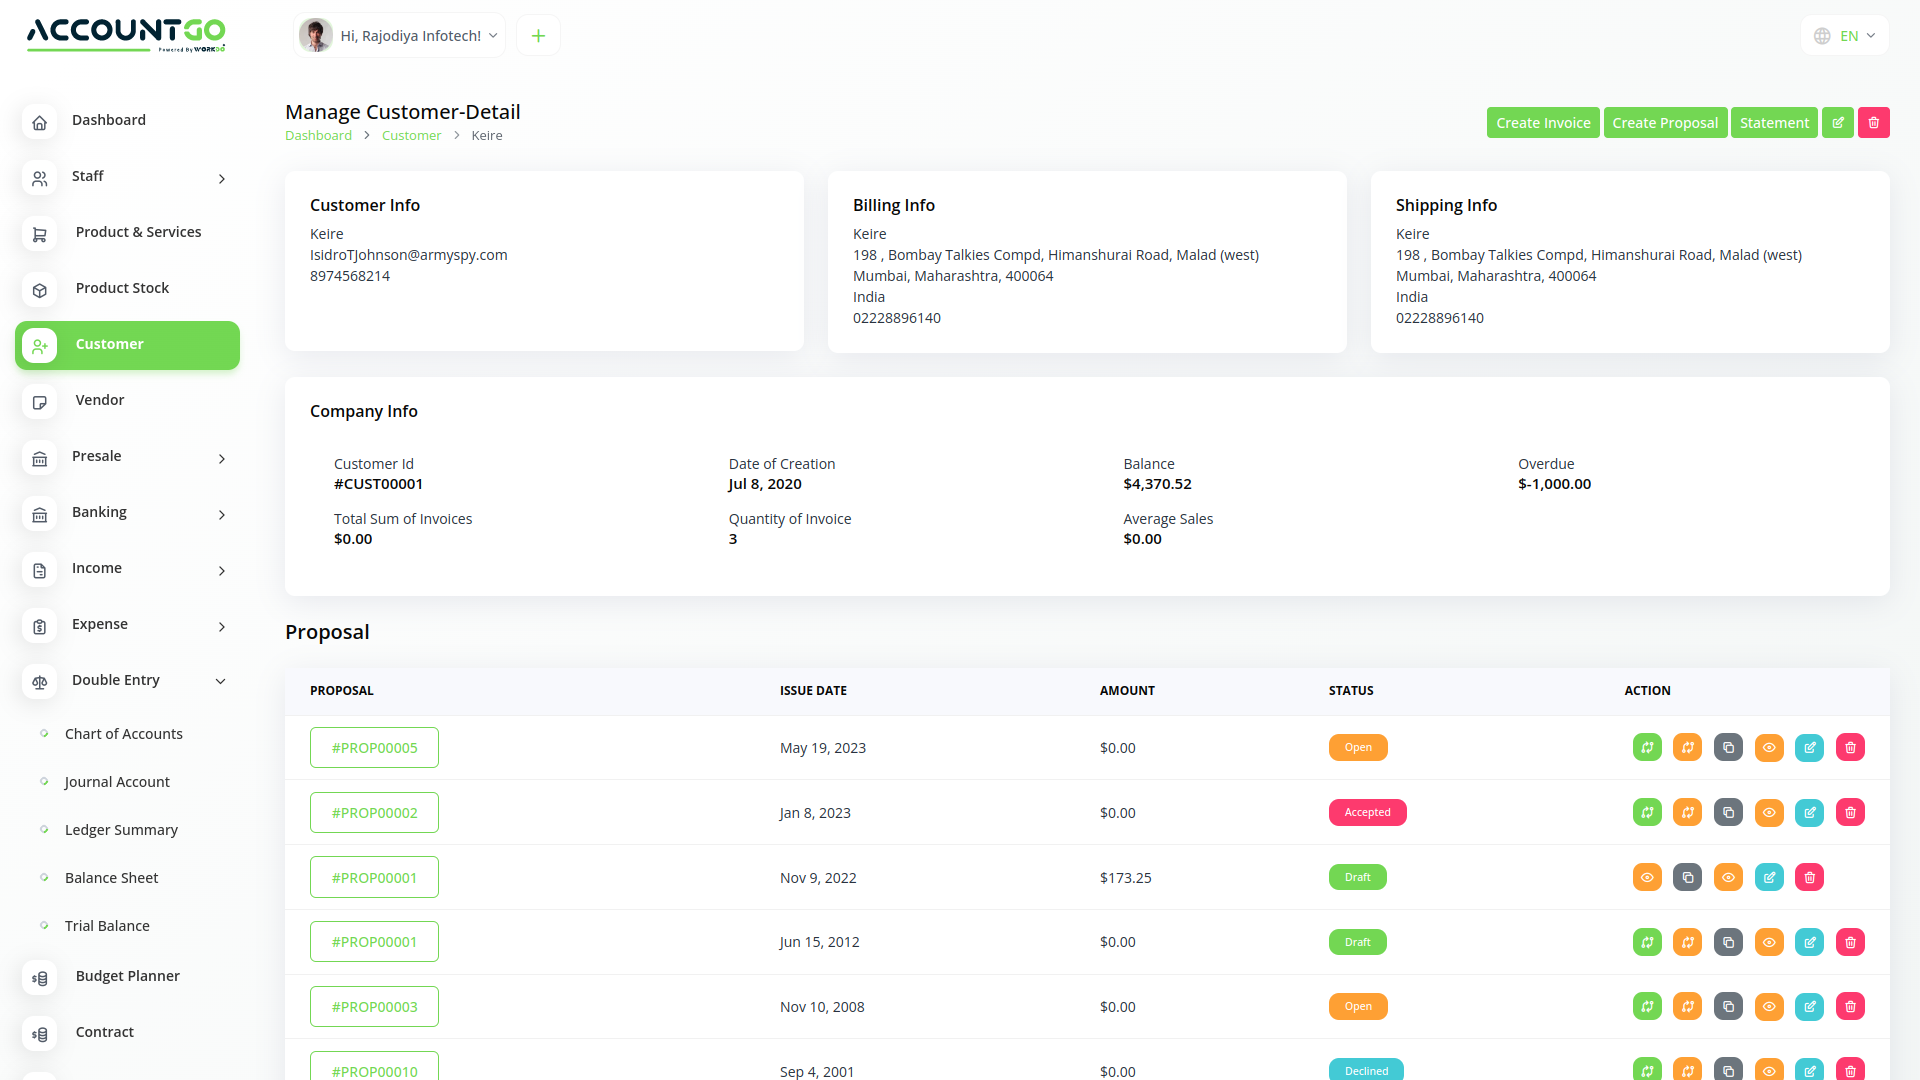 ACCOUNTGO
Powered By WORKDO
Hi, Rajodiya Infotech!
EN
Dashboard
Staff
Product & Services
Product Stock
Customer
Vendor
Presale
Banking
Income
Expense
Double Entry
Chart of Accounts
Journal Account
Ledger Summary
Balance Sheet
Trial Balance
Budget Planner
Contract
Manage Customer-Detail
Dashboard > Customer > Keire
Create Invoice
Create Proposal
Statement
Customer Info
Keire
IsidroTJohnson@armyspy.com
8974568214
Billing Info
Keire
198 , Bombay Talkies Compd, Himanshurai Road, Malad (west)
Mumbai, Maharashtra, 400064
India
02228896140
Shipping Info
Keire
198 , Bombay Talkies Compd, Himanshurai Road, Malad (west)
Mumbai, Maharashtra, 400064
India
02228896140
Company Info
Customer Id
#CUST00001
Date of Creation
Jul 8, 2020
Balance
$4,370.52
Overdue
$-1,000.00
Total Sum of Invoices
$0.00
Quantity of Invoice
3
Average Sales
$0.00
Proposal
PROPOSAL ISSUE DATE AMOUNT STATUS ACTION
#PROP00005 May 19, 2023 $0.00 Open
#PROP00002 Jan 8, 2023 $0.00 Accepted
#PROP00001 Nov 9, 2022 $173.25 Draft
#PROP00001 Jun 15, 2012 $0.00 Draft
#PROP00003 Nov 10, 2008 $0.00 Open
#PROP00010 Sep 4, 2001 $0.00 Declined